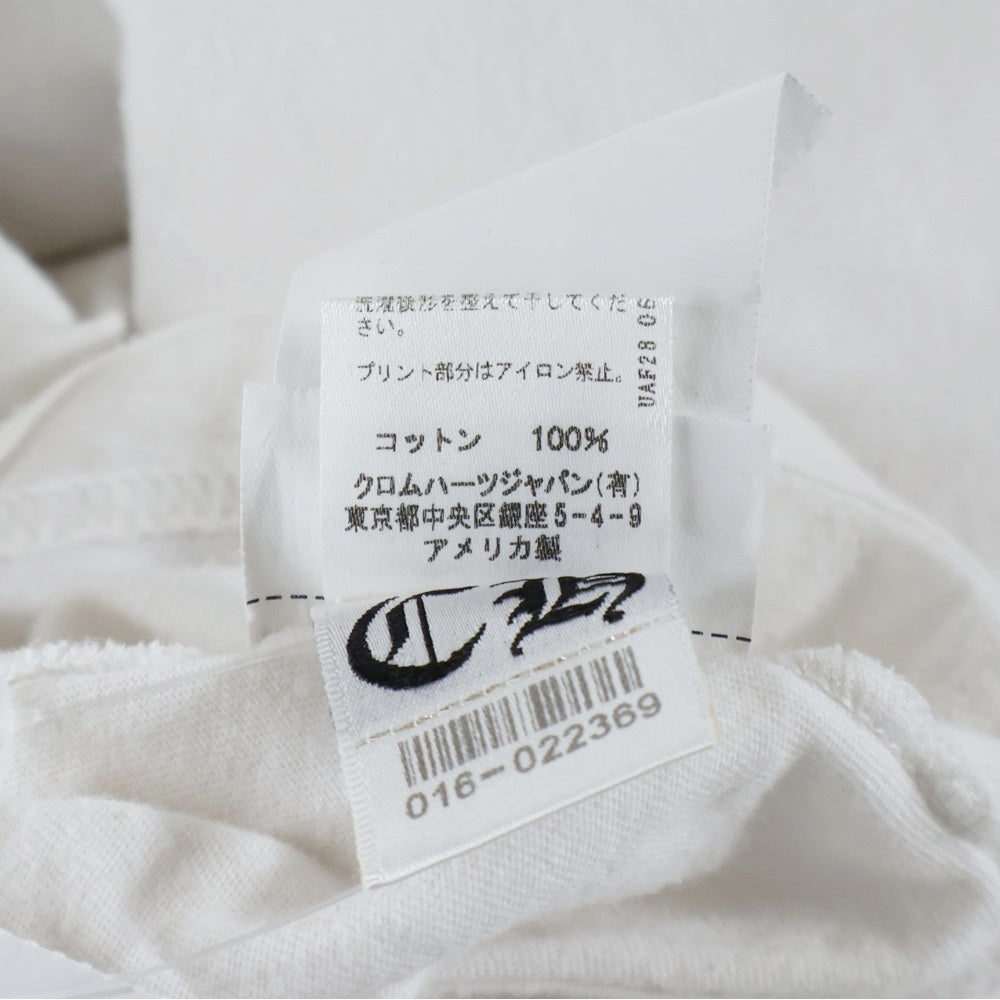 洗濯後形を整えて干してくだ
さい。
プリント部分はアイロン禁止。
UAF28 06
コットン 100%
クロムハーツジャパン(有)
東京都中央区銀座5-4-9
アメリカ製
CH
016-022369